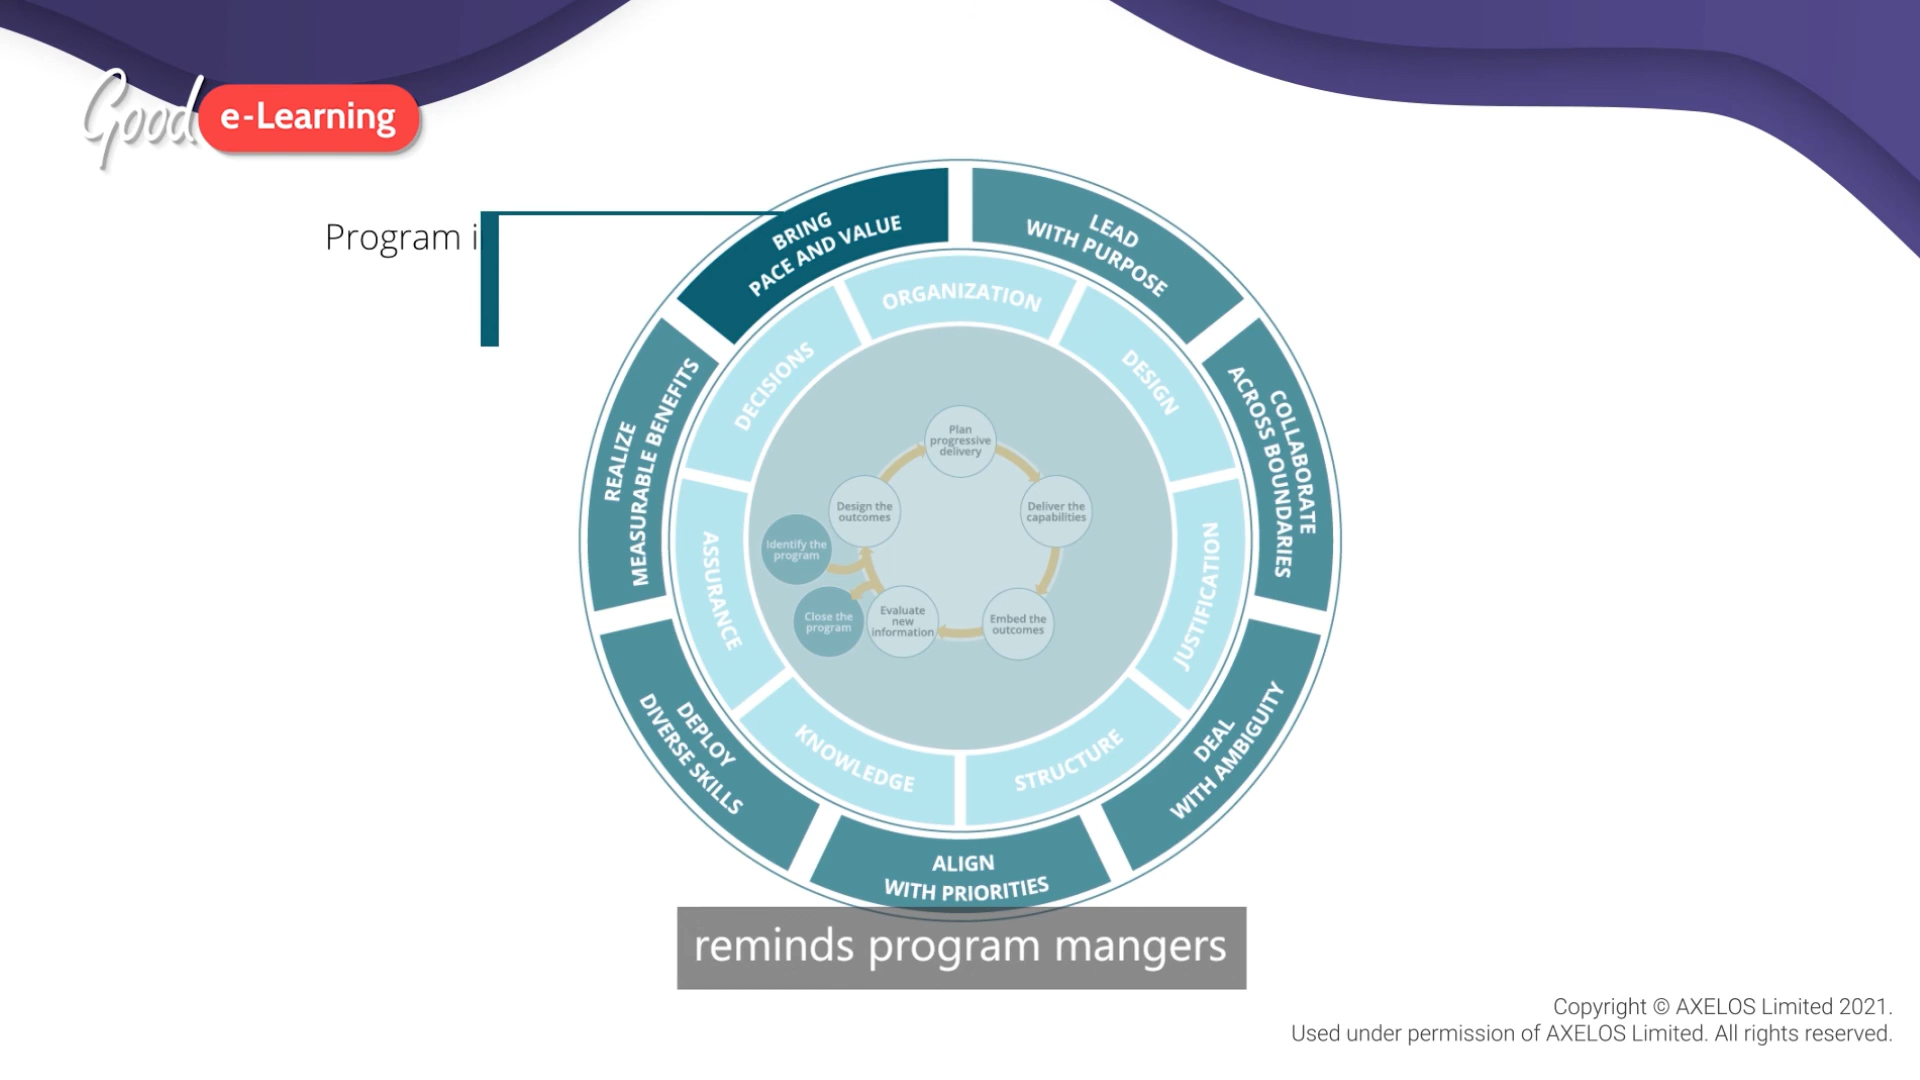 Good e-Learning
Program i
BRING
PACE AND VALUE
LEAD
WITH PURPOSE
COLLABORATE
ACROSS BOUNDARIES
DEAL
WITH AMBIGUITY
ALIGN
WITH PRIORITIES
DEPLOY
DIVERSE SKILLS
REALIZE
MEASURABLE BENEFITS
ORGANIZATION
DESIGN
JUSTIFICATION
STRUCTURE
KNOWLEDGE
ASSURANCE
DECISIONS
Plan
progressive
delivery
Deliver the
capabilities
Embed the
outcomes
Evaluate
new
information
Close the
program
Identify the
program
Design the
outcomes
reminds program mangers
Copyright © AXELOS Limited 2021.
Used under permission of AXELOS Limited. All rights reserved.